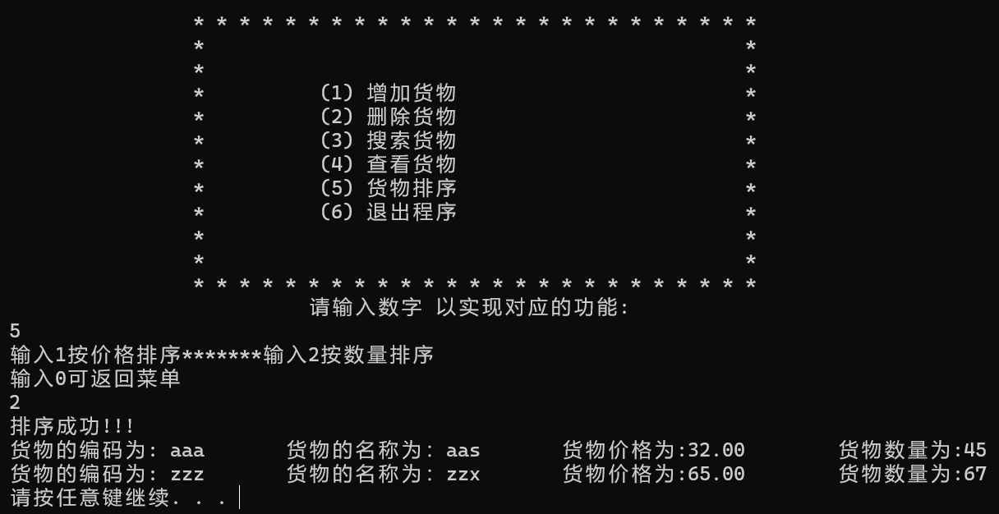 * * * * * * * * * * * * * * * * * * * * * * * * *
* *
* *
* (1) 增加货物 *
* (2) 删除货物 *
* (3) 搜索货物 *
* (4) 查看货物 *
* (5) 货物排序 *
* (6) 退出程序 *
* *
* *
* * * * * * * * * * * * * * * * * * * * * * * * *
请输入数字 以实现对应的功能:
5
输入1按价格排序*******输入2按数量排序
输入0可返回菜单
2
排序成功!!!
货物的编码为: aaa 货物的名称为: aas 货物价格为:32.00 货物数量为:45
货物的编码为: zzz 货物的名称为: zzx 货物价格为:65.00 货物数量为:67
请按任意键继续. . .